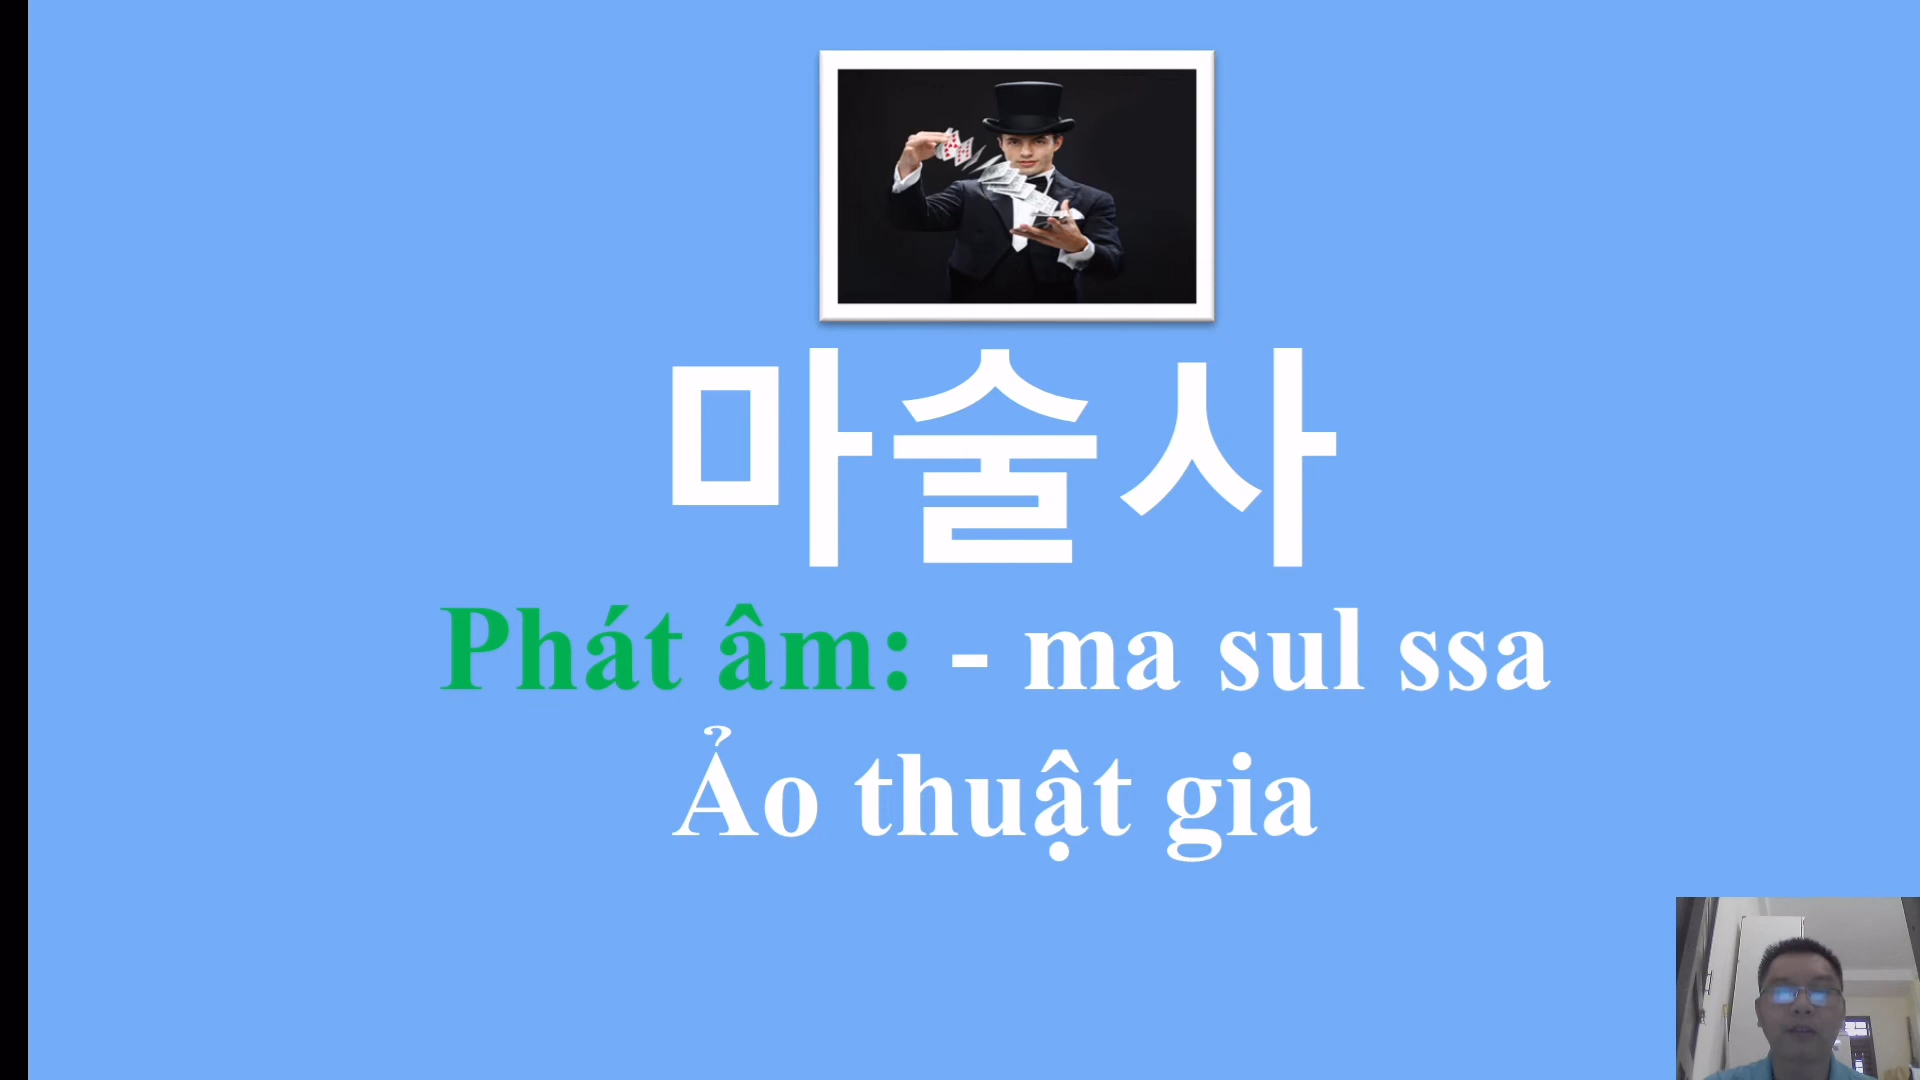 마술사
Phát âm: - ma sul ssa
Ảo thuật gia